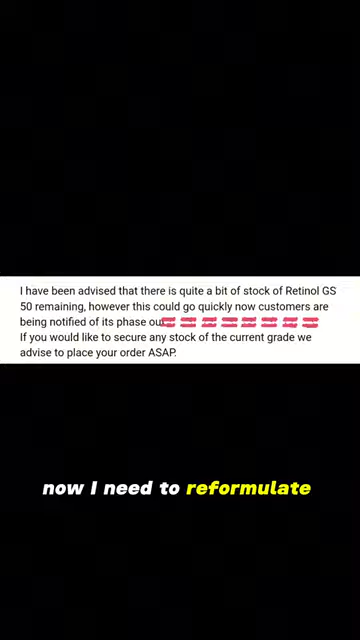 I have been advised that there is quite a bit of stock of Retinol GS
50 remaining, however this could go quickly now customers are
being notified of its phase out
If you would like to secure any stock of the current grade we
advise to place your order ASAP.
now I need to reformulate